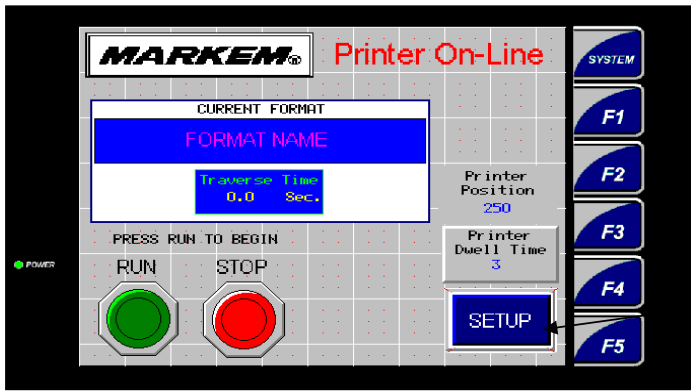 MARKEM®
Printer On-Line
SYSTEM
CURRENT FORMAT
F1
FORMAT NAME
Traverse Time
0.0 Sec.
Printer
Position
250
F2
PRESS RUN TO BEGIN
Printer
Dwell Time
3
F3
POWER
RUN
STOP
F4
SETUP
F5